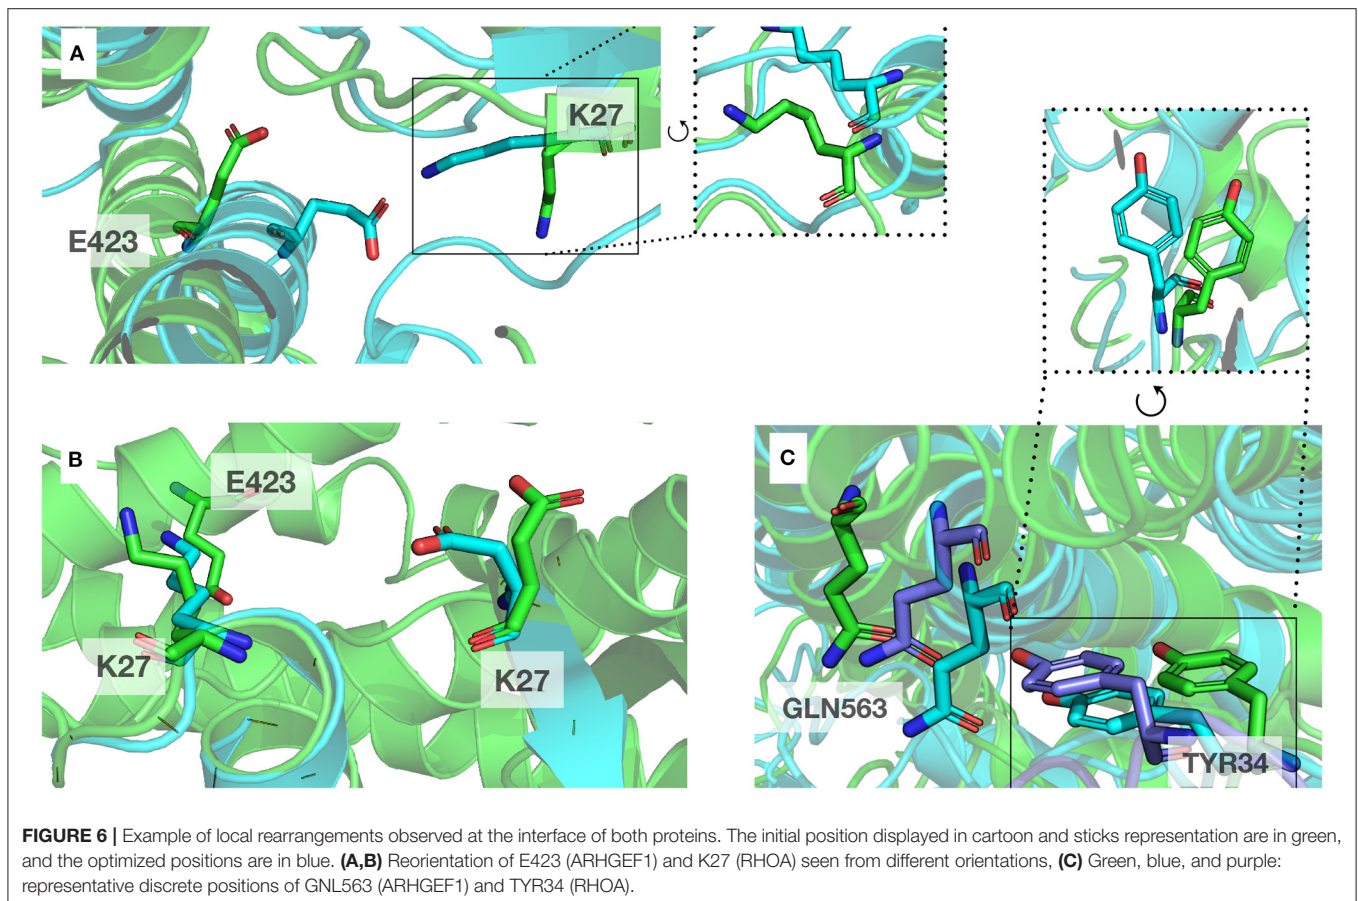 A
K27
E423
B
E423
K27
K27
C
GLN563
TYR34
FIGURE 6 | Example of local rearrangements observed at the interface of both proteins. The initial position displayed in cartoon and sticks representation are in green,
and the optimized positions are in blue. (A,B) Reorientation of E423 (ARHGEF1) and K27 (RHOA) seen from different orientations, (C) Green, blue, and purple:
representative discrete positions of GNL563 (ARHGEF1) and TYR34 (RHOA).